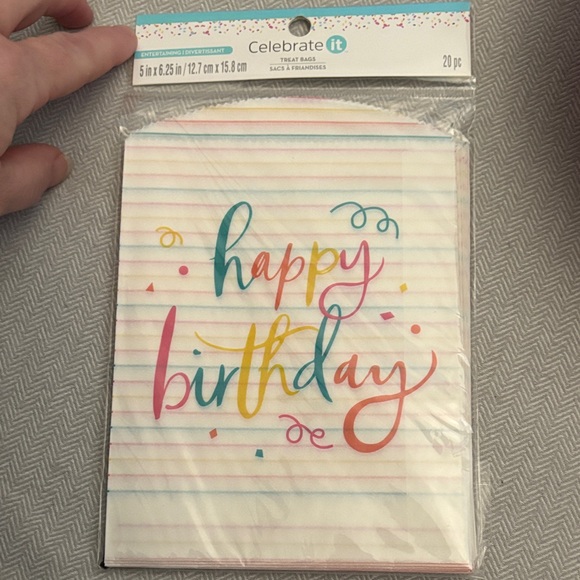 Celebrate it
ENTERTAINING / DIVERTISSANT
TREAT BAGS
5 in x 6.25 in / 12.7 cm x 15.8 cm
SACS À FRIANDISES
20 pc
happy
birthday